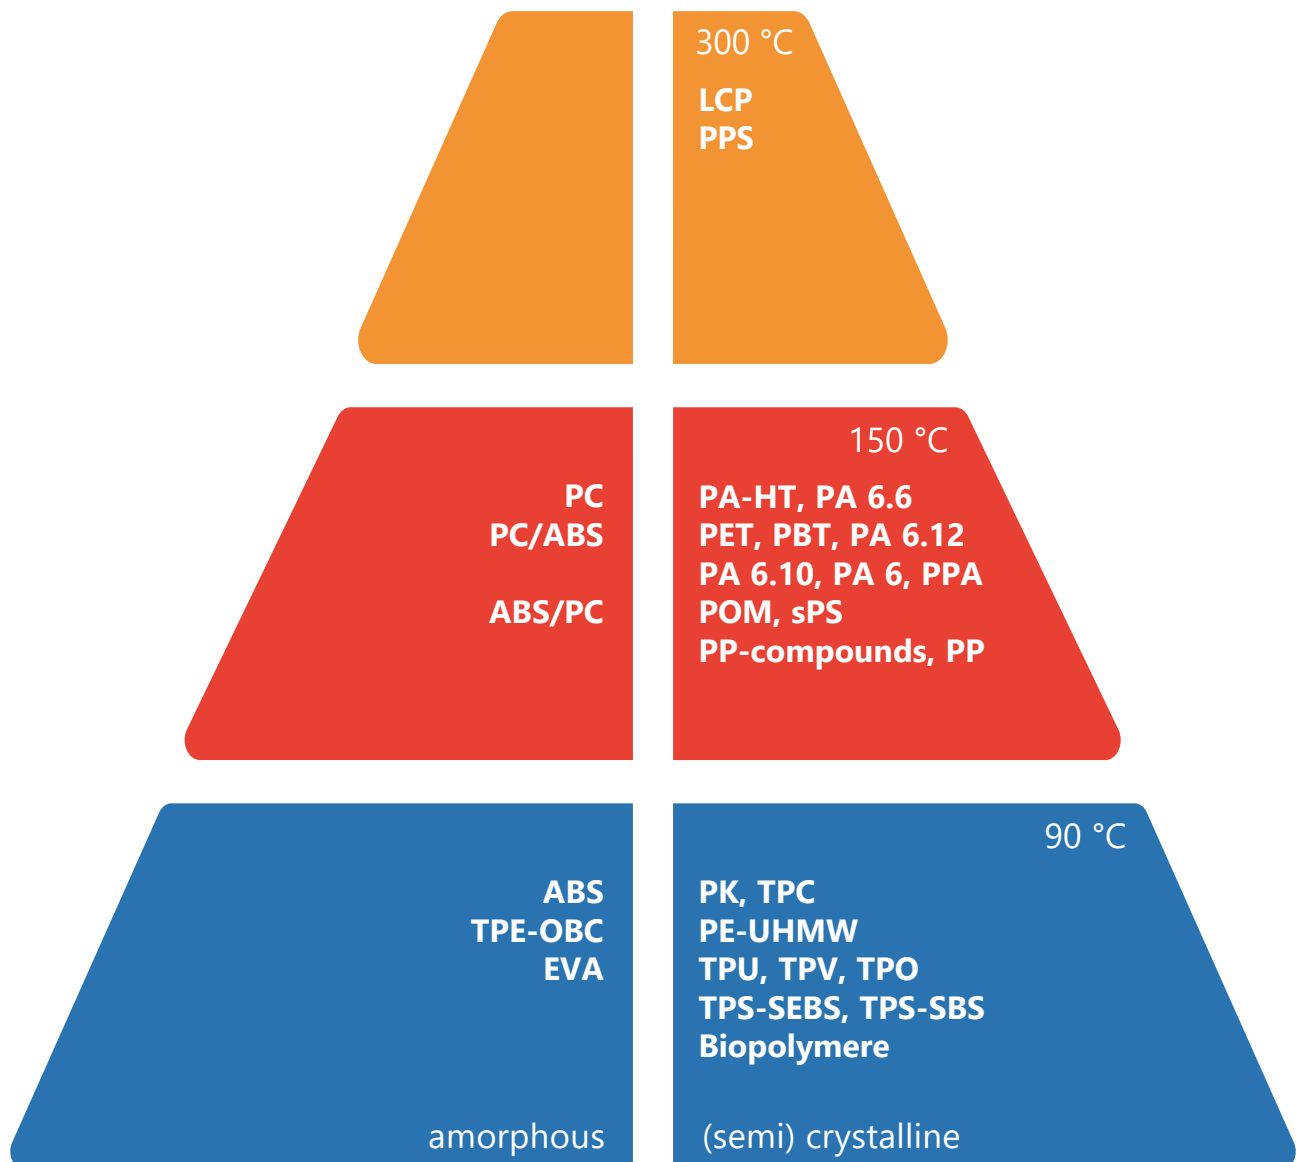 300 °C
LCP
PPS
150 °C
PC
PC/ABS
ABS/PC
PA-HT, PA 6.6
PET, PBT, PA 6.12
PA 6.10, PA 6, PPA
POM, sPS
PP-compounds, PP
90 °C
ABS
TPE-OBC
EVA
amorphous
PK, TPC
PE-UHMW
TPU, TPV, TPO
TPS-SEBS, TPS-SBS
Biopolymere
(semi) crystalline